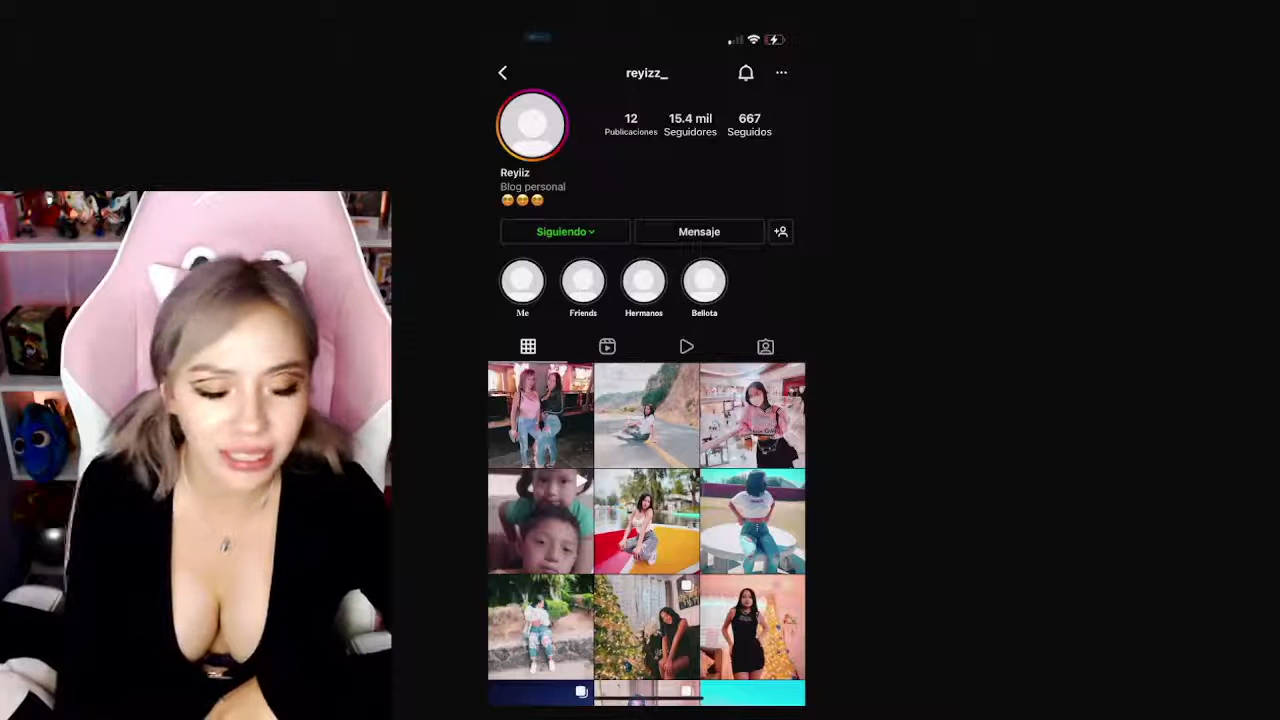 reyizz_
12
15.4 mil
667
Publicaciones
Seguidores
Seguidos
Reyiiz
Blog personal
Siguiendo
Mensaje
Me
Friends
Hermanos
Bellota